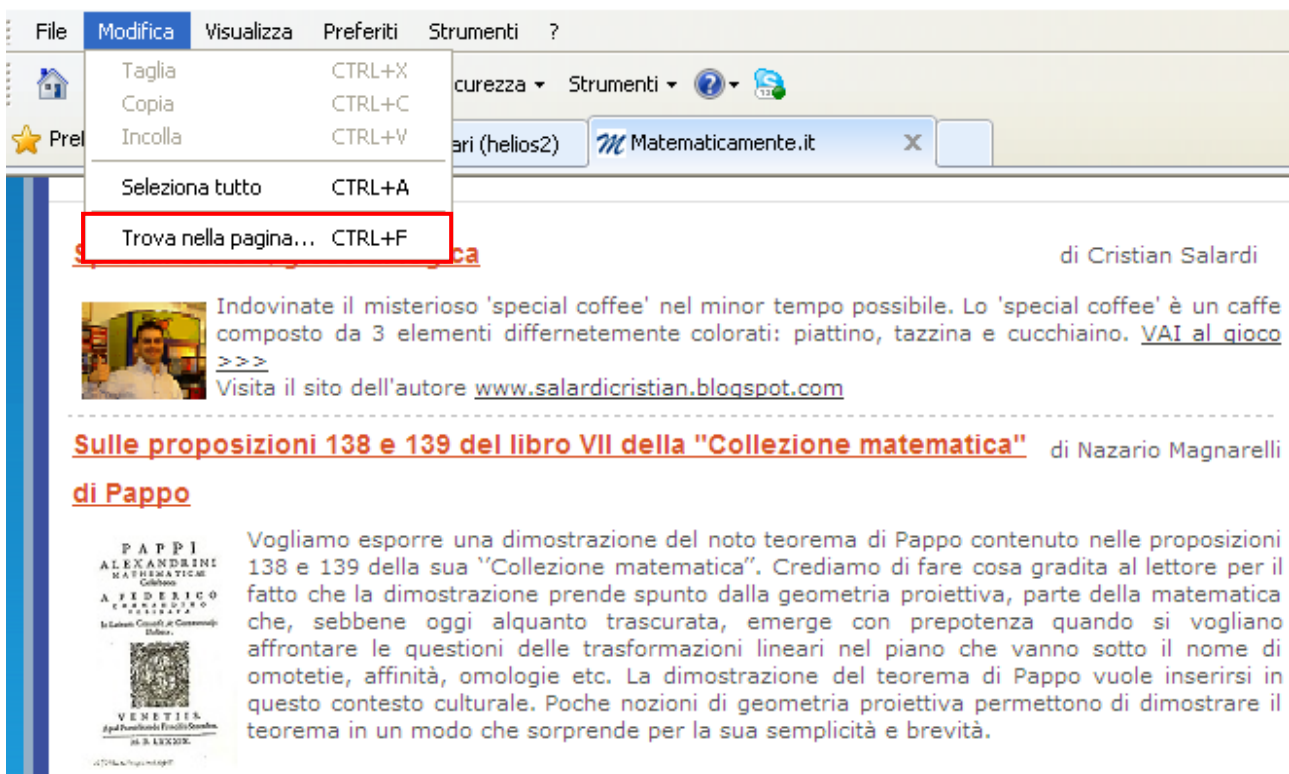 File Modifica Visualizza Preferiti Strumenti ?
Taglia CTRL+X
curezza Strumenti ?
Copia CTRL+C
Incolla CTRL+V
Pref
ari (helios2) Matematicamente.it X
Seleziona tutto CTRL+A
Trova nella pagina... CTRL+F
ca di Cristian Salardi
Indovinate il misterioso 'special coffee' nel minor tempo possibile. Lo 'special coffee' è un caffe
composto da 3 elementi differnetemente colorati: piattino, tazzina e cucchiaino. VAI al gioco
>>>
Visita il sito dell'autore www.salardicristian.blogspot.com
Sulle proposizioni 138 e 139 del libro VII della "Collezione matematica" di Nazario Magnarelli
di Pappo
PAPPI
ALEXANDRINI
MATHEMATICAE
Vogliamo esporre una dimostrazione del noto teorema di Pappo contenuto nelle proposizioni
138 e 139 della sua ``Collezione matematica”. Crediamo di fare cosa gradita al lettore per il
fatto che la dimostrazione prende spunto dalla geometria proiettiva, parte della matematica
che, sebbene oggi alquanto trascurata, emerge con prepotenza quando si vogliano
affrontare le questioni delle trasformazioni lineari nel piano che vanno sotto il nome di
omotetie, affinità, omologie etc. La dimostrazione del teorema di Pappo vuole inserirsi in
questo contesto culturale. Poche nozioni di geometria proiettiva permettono di dimostrare il
teorema in un modo che sorprende per la sua semplicità e brevità.
VENETIIS